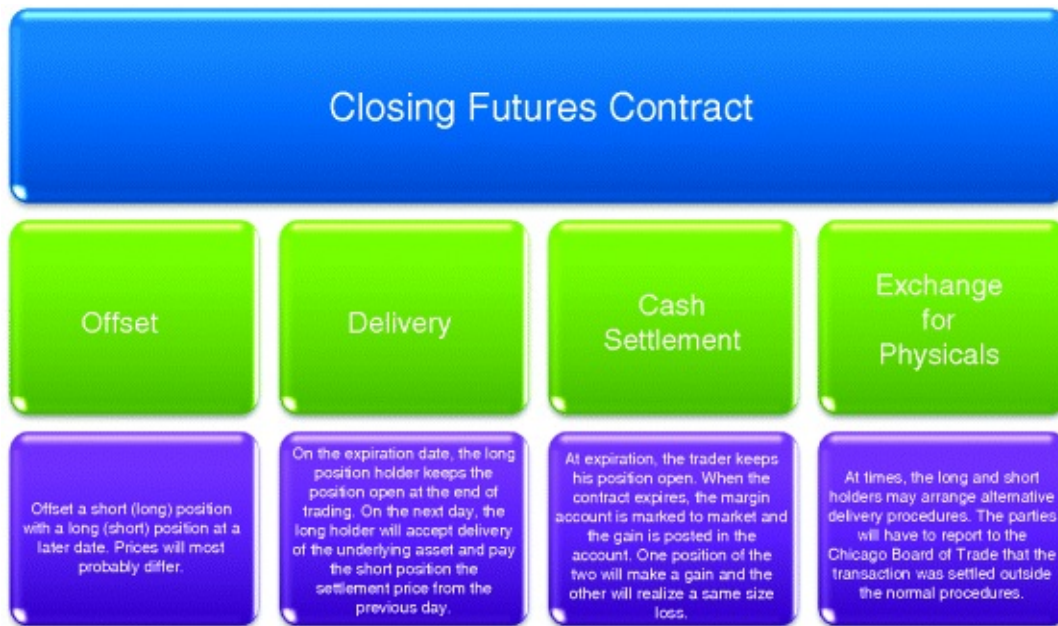 Closing Futures Contract
Offset
Delivery
Cash
Settlement
Exchange
for
Physicals
Offset a short (long) position
with a long (short) position at a
later date. Prices will most
probably differ.
On the expiration date, the long
position holder keeps the
position open at the end of
trading. On the next day, the
long holder will accept delivery
of the underlying asset and pay
the short position the
settlement price from the
previous day.
At expiration, the trader keeps
his position open. When the
contract expires, the margin
account is marked to market and
the gain is posted in the
account. One position of the
two will make a gain and the
other will realize a same size
loss.
At times, the long and short
holders may arrange alternative
delivery procedures. The parties
will have to report to the
Chicago Board of Trade that the
transaction was settled outside
the normal procedures.